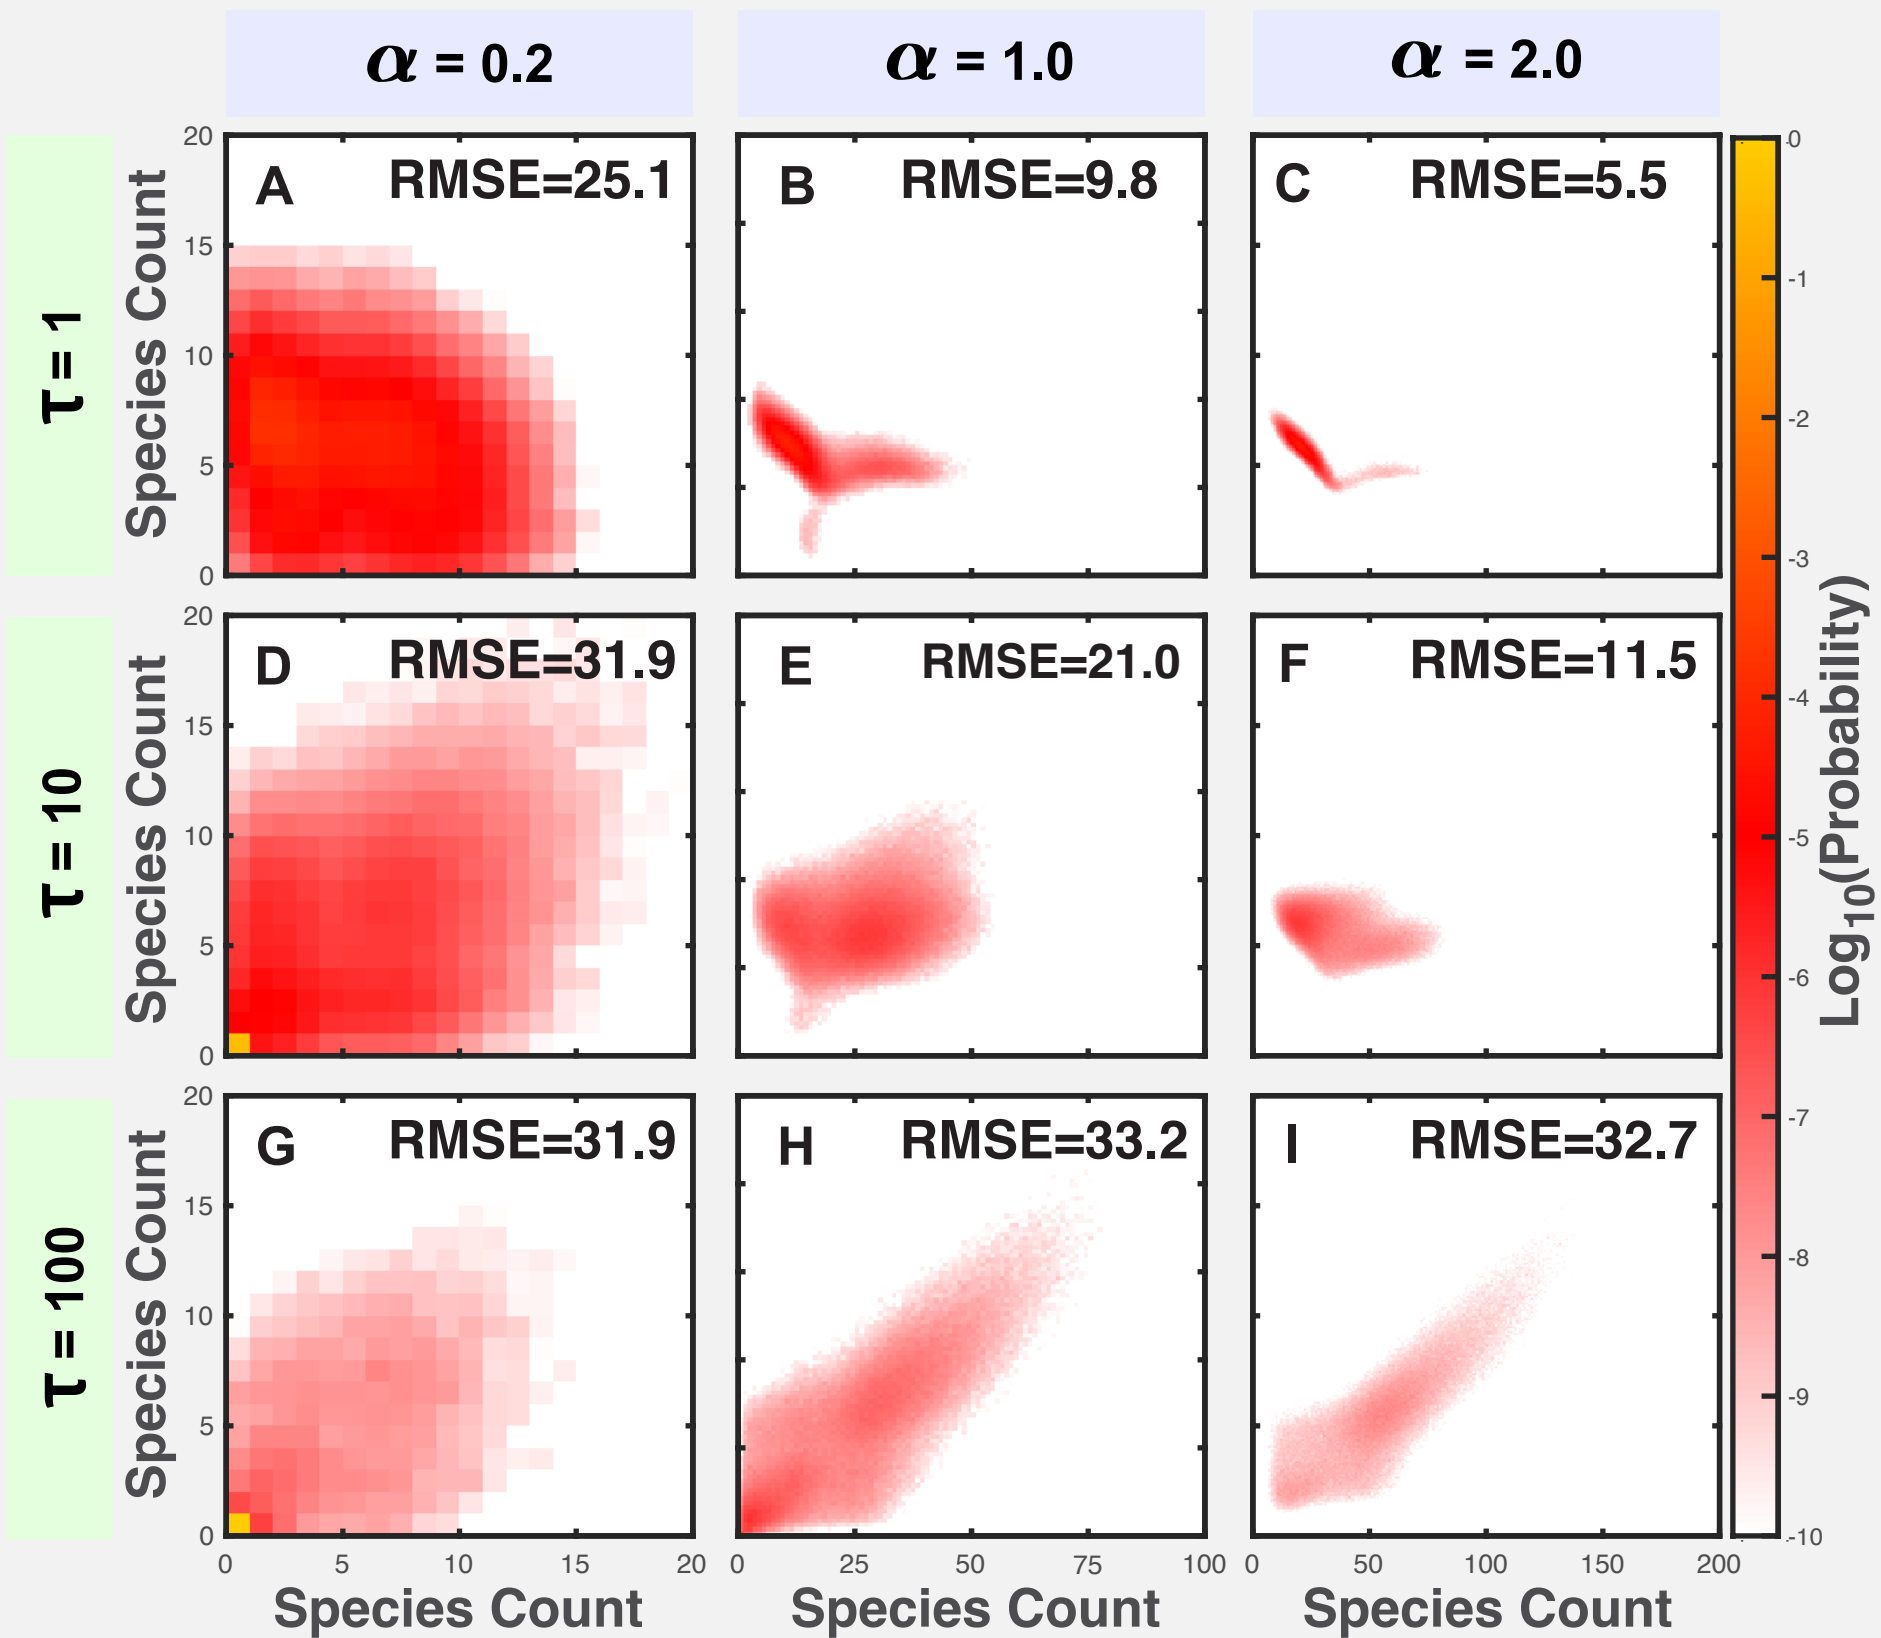 α = 0.2
α = 1.0
α = 2.0
τ = 1
Species Count
20
15
10
5
0
A RMSE=25.1
B RMSE=9.8
C RMSE=5.5
τ = 10
Species Count
20
15
10
5
0
D RMSE=31.9
E RMSE=21.0
F RMSE=11.5
τ = 100
Species Count
20
15
10
5
0
G RMSE=31.9
H RMSE=33.2
I RMSE=32.7
0 5 10 15 20
0 25 50 75 100
0 50 100 150 200
Species Count
Species Count
Species Count
0
-1
-2
-3
-4
-5
-6
-7
-8
-9
-10
Log10(Probability)